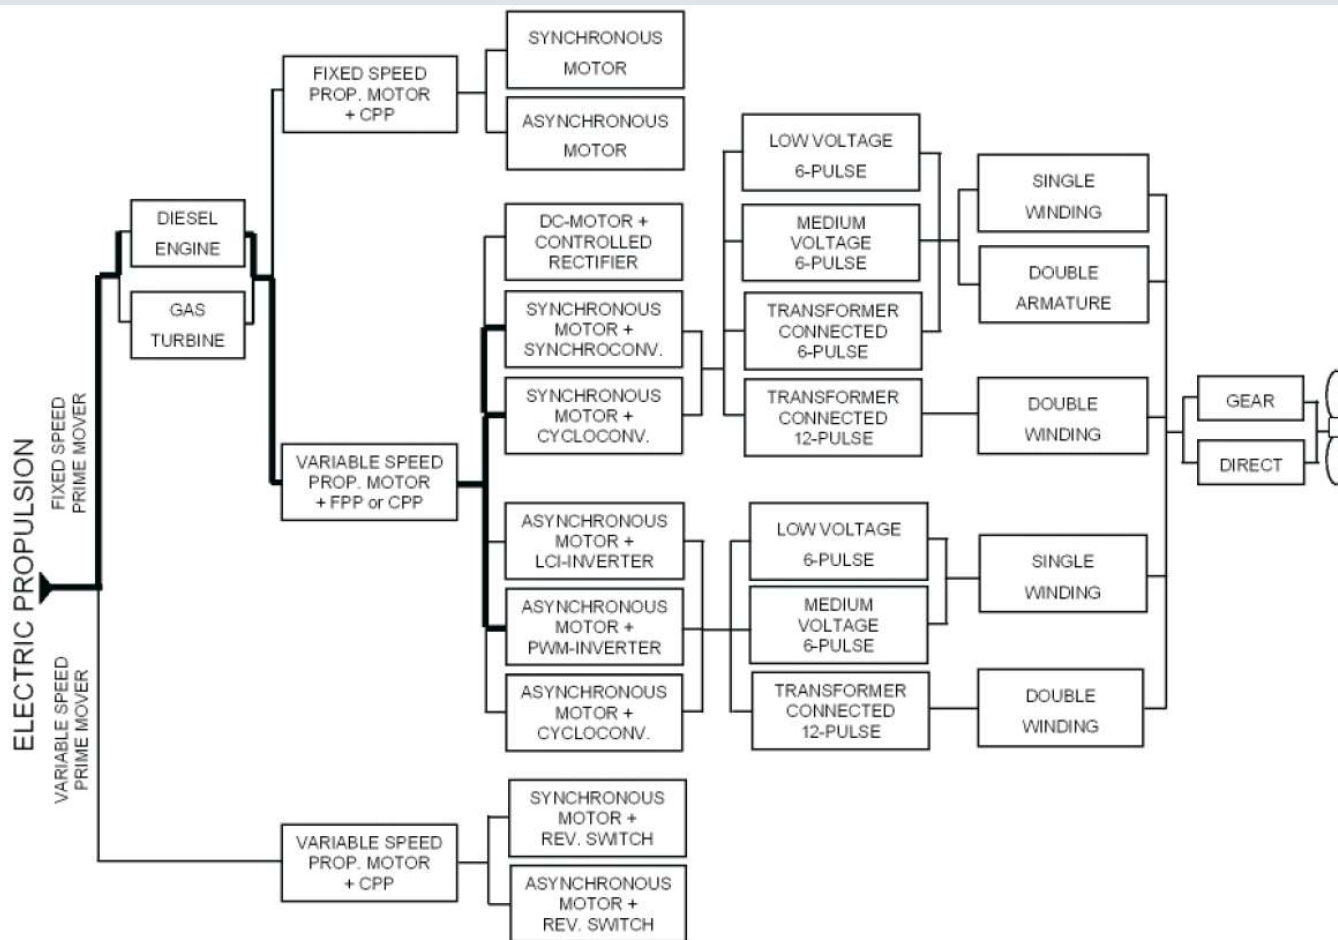 ELECTRIC PROPULSION
FIXED SPEED
PRIME MOVER
VARIABLE SPEED
PRIME MOVER
DIESEL
ENGINE
GAS
TURBINE
FIXED SPEED
PROP. MOTOR
+ CPP
VARIABLE SPEED
PROP. MOTOR
+ FPP or CPP
VARIABLE SPEED
PROP. MOTOR
+ CPP
SYNCHRONOUS
MOTOR
ASYNCHRONOUS
MOTOR
DC-MOTOR +
CONTROLLED
RECTIFIER
SYNCHRONOUS
MOTOR +
SYNCHROCONV.
SYNCHRONOUS
MOTOR +
CYCLOCONV.
ASYNCHRONOUS
MOTOR +
LCI-INVERTER
ASYNCHRONOUS
MOTOR +
PWM-INVERTER
ASYNCHRONOUS
MOTOR +
CYCLOCONV.
SYNCHRONOUS
MOTOR +
REV. SWITCH
ASYNCHRONOUS
MOTOR +
REV. SWITCH
LOW VOLTAGE
6-PULSE
MEDIUM
VOLTAGE
6-PULSE
TRANSFORMER
CONNECTED
6-PULSE
TRANSFORMER
CONNECTED
12-PULSE
LOW VOLTAGE
6-PULSE
MEDIUM
VOLTAGE
6-PULSE
TRANSFORMER
CONNECTED
12-PULSE
SINGLE
WINDING
DOUBLE
ARMATURE
DOUBLE
WINDING
SINGLE
WINDING
DOUBLE
WINDING
GEAR
DIRECT